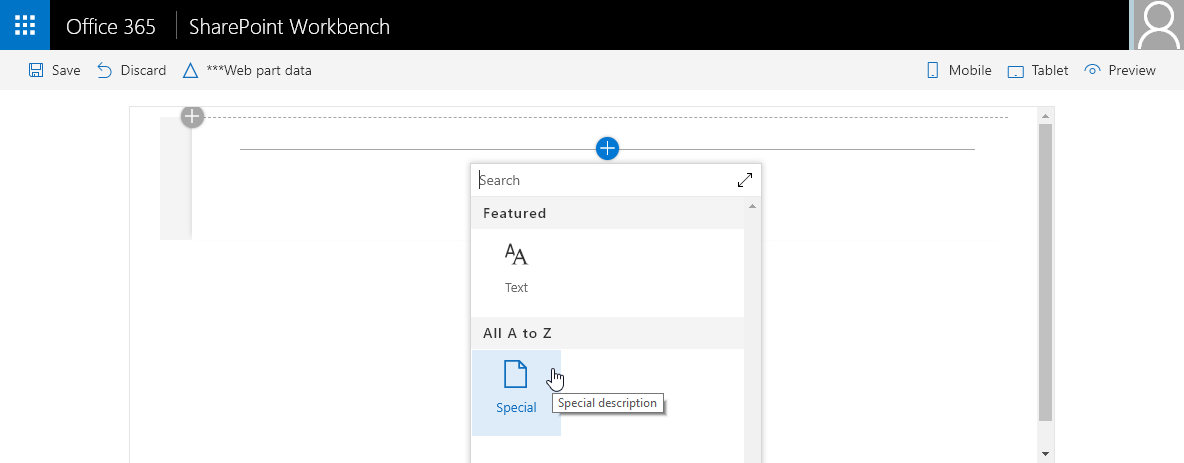 Office 365 SharePoint Workbench
Save Discard ***Web part data Mobile Tablet Preview
Search
Featured
Text
All A to Z
Special
Special description